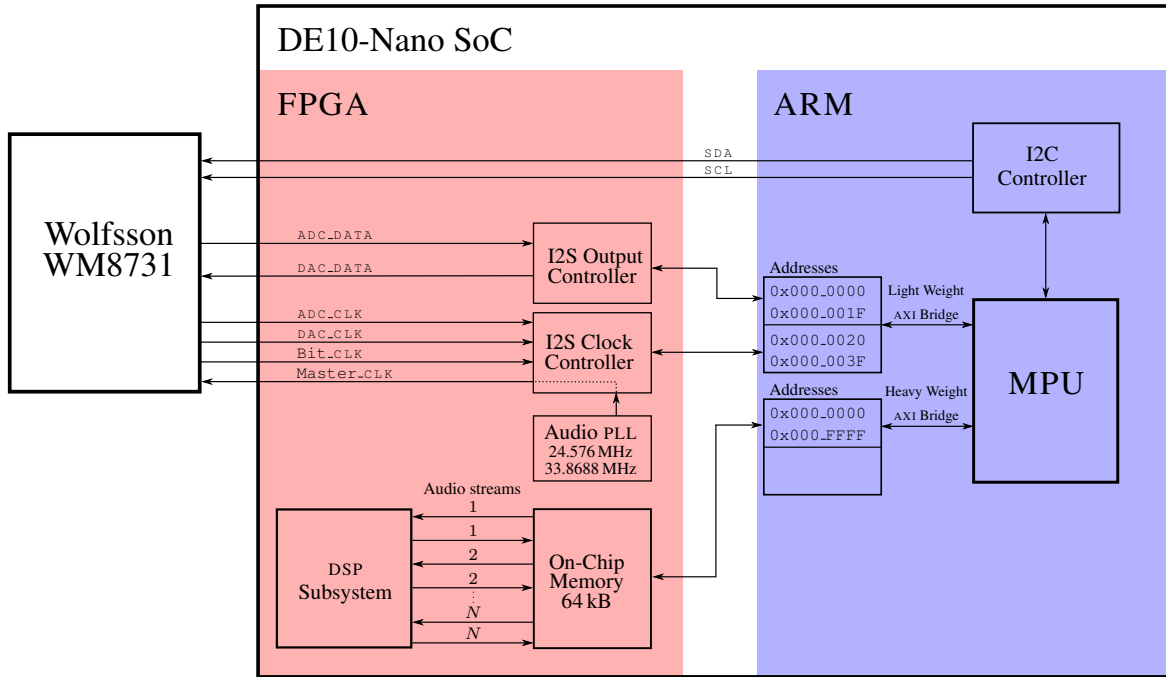 DE10-Nano SoC
FPGA
ARM
Wolfsson
WM8731
SDA
SCL
I2C
Controller
ADC_DATA
DAC_DATA
I2S Output
Controller
ADC_CLK
DAC_CLK
Bit_CLK
Master_CLK
I2S Clock
Controller
Audio PLL
24.576 MHz
33.8688 MHz
Addresses
0x000_0000
0x000_001F
0x000_0020
0x000_003F
Light Weight
AXI Bridge
Addresses
0x000_0000
0x000_FFFF
Heavy Weight
AXI Bridge
MPU
Audio streams
1
1
2
2
N
N
DSP
Subsystem
On-Chip
Memory
64 kB